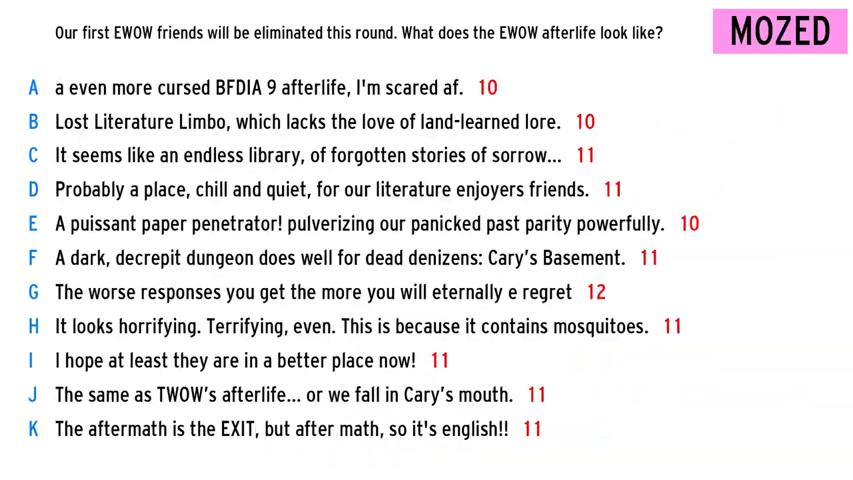 Our first EWOW friends will be eliminated this round. What does the EWOW afterlife look like?
MOZED
A a even more cursed BFDIA 9 afterlife, I'm scared af. 10
B Lost Literature Limbo, which lacks the love of land-learned lore. 10
C It seems like an endless library, of forgotten stories of sorrow... 11
D Probably a place, chill and quiet, for our literature enjoyers friends. 11
E A puissant paper penetrator! pulverizing our panicked past parity powerfully. 10
F A dark, decrepit dungeon does well for dead denizens: Cary's Basement. 11
G The worse responses you get the more you will eternally e regret 12
H It looks horrifying. Terrifying, even. This is because it contains mosquitoes. 11
I I hope at least they are in a better place now! 11
J The same as TWOW's afterlife... or we fall in Cary's mouth. 11
K The aftermath is the EXIT, but after math, so it's english!! 11